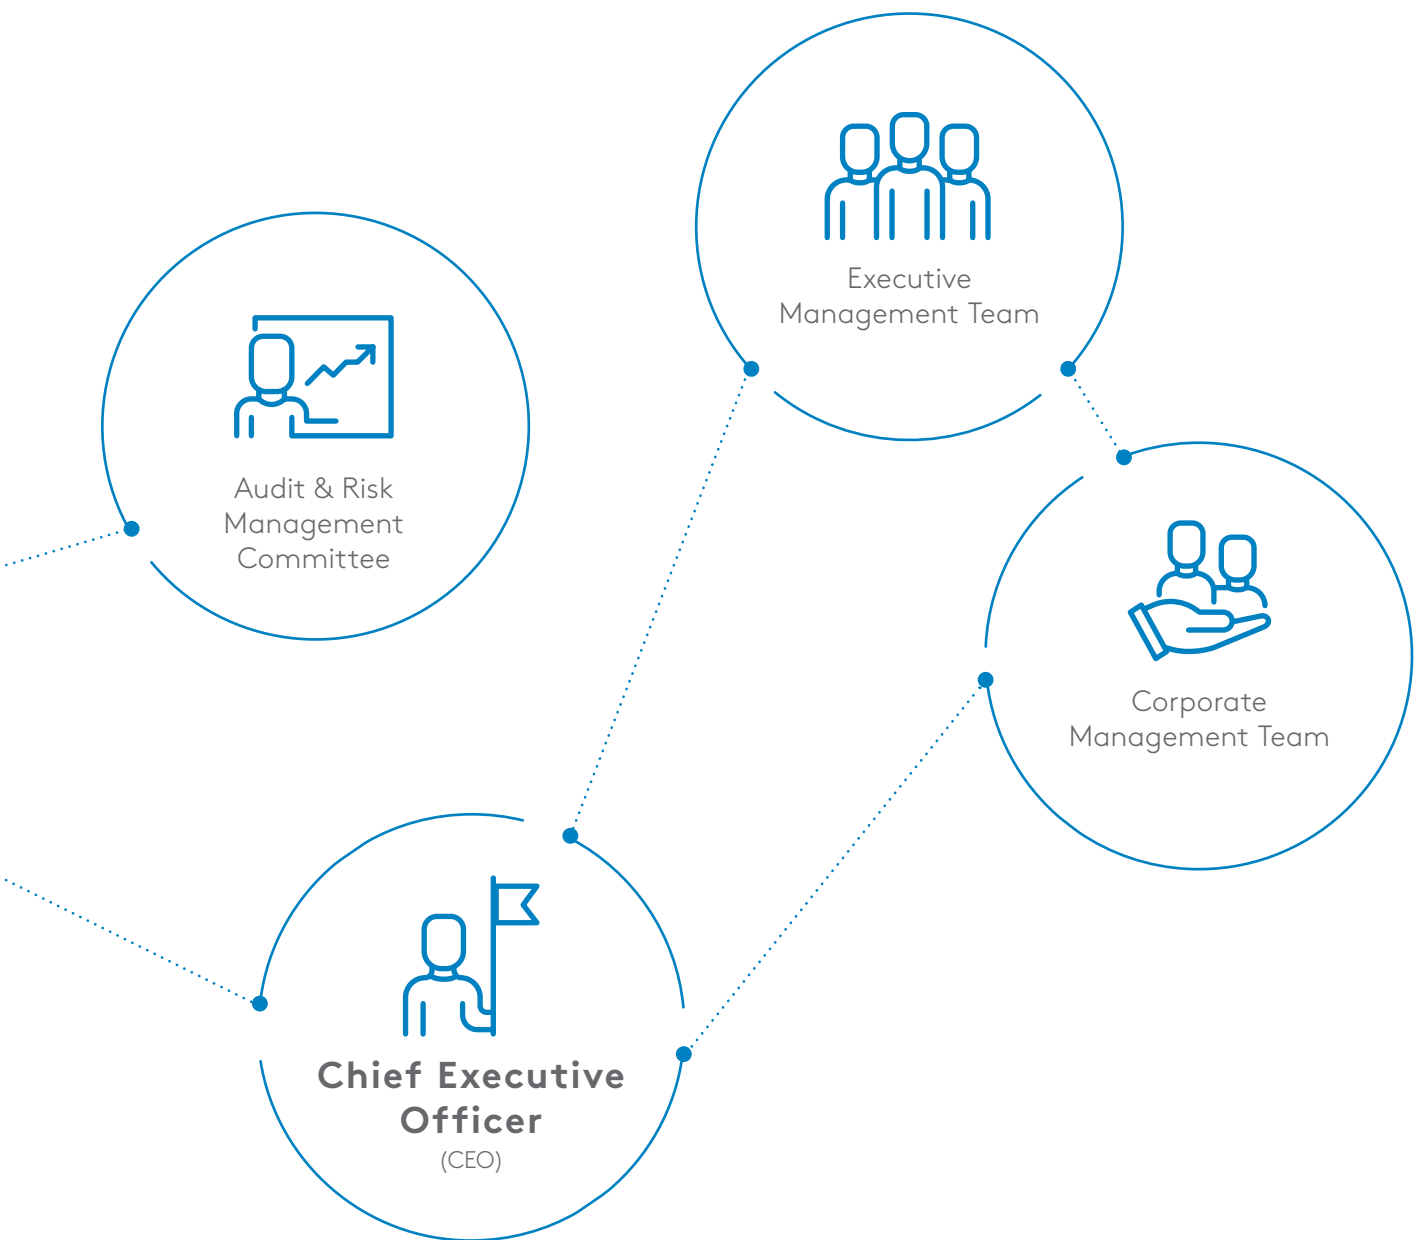 Executive
Management Team
Audit & Risk
Management
Committee
Corporate
Management Team
Chief Executive
Officer
(CEO)